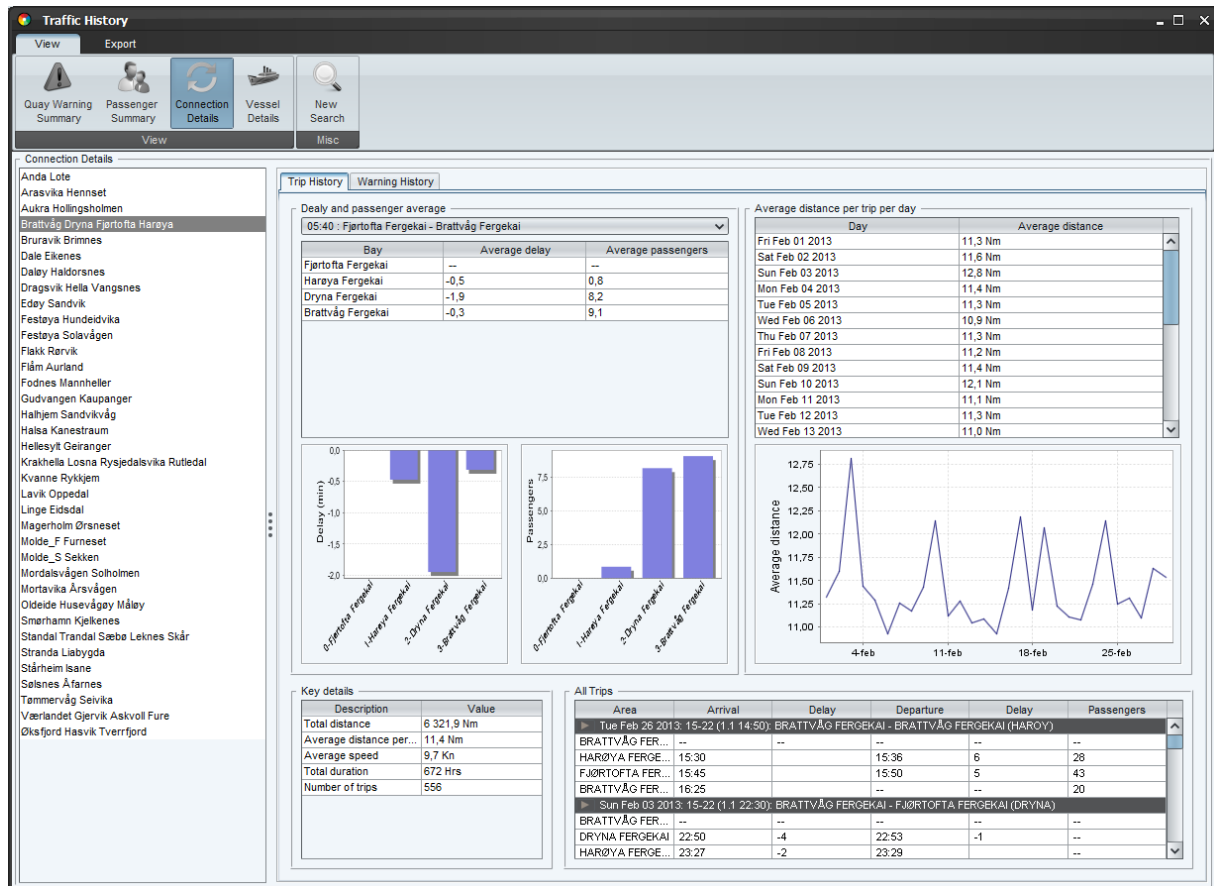 Traffic History
View Export
Quay Warning Summary
Passenger Summary
Connection Details
Vessel Details
New Search
View Misc
Connection Details
Anda Lote
Arasvika Hennset
Aukra Hollingsholmen
Brattvåg Dryna Fjørtofta Harøya
Bruravik Brimnes
Dale Eikenes
Daløy Haldorsnes
Dragsvik Hella Vangsnes
Edøy Sandvik
Festøya Hundeidvika
Festøya Solavågen
Flakk Rørvik
Flåm Aurland
Fodnes Mannheller
Gudvangen Kaupanger
Halhjem Sandvikvåg
Halsa Kanestraum
Hellesylt Geiranger
Krakhella Losna Rysjedalsvika Rutledal
Kvanne Rykkjem
Lavik Oppedal
Linge Eidsdal
Magerholm Ørsneset
Molde_F Furneset
Molde_S Sekken
Mordalsvågen Solholmen
Mortavika Årsvågen
Oldeide Husevågøy Måløy
Smørhamn Kjelkenes
Standal Trandal Sæbø Leknes Skår
Stranda Liabygda
Stårheim Isane
Sølsnes Åfarnes
Tømmervåg Seivika
Værlandet Gjervik Askvoll Fure
Øksfjord Hasvik Tverrfjord
Trip History Warning History
Dealy and passenger average
05:40 : Fjørtofta Fergekai - Brattvåg Fergekai
Bay Average delay Average passengers
Fjørtofta Fergekai -- --
Harøya Fergekai -0,5 0,8
Dryna Fergekai -1,9 8,2
Brattvåg Fergekai -0,3 9,1
Average distance per trip per day
Day Average distance
Fri Feb 01 2013 11,3 Nm
Sat Feb 02 2013 11,6 Nm
Sun Feb 03 2013 12,8 Nm
Mon Feb 04 2013 11,4 Nm
Tue Feb 05 2013 11,3 Nm
Wed Feb 06 2013 10,9 Nm
Thu Feb 07 2013 11,3 Nm
Fri Feb 08 2013 11,2 Nm
Sat Feb 09 2013 11,4 Nm
Sun Feb 10 2013 12,1 Nm
Mon Feb 11 2013 11,1 Nm
Tue Feb 12 2013 11,3 Nm
Wed Feb 13 2013 11,0 Nm
Delay (min)
0,0
-0,5
-1,0
-1,5
-2,0
0-Fjørtofta Fergekai 1-Harøya Fergekai 2-Dryna Fergekai 3-Brattvåg Fergekai
Passengers
7,5
5,0
2,5
0,0
0-Fjørtofta Fergekai 1-Harøya Fergekai 2-Dryna Fergekai 3-Brattvåg Fergekai
Average distance
12,75
12,50
12,25
12,00
11,75
11,50
11,25
11,00
4-feb 11-feb 18-feb 25-feb
Key details
Description Value
Total distance 6 321,9 Nm
Average distance per... 11,4 Nm
Average speed 9,7 Kn
Total duration 672 Hrs
Number of trips 556
All Trips
Area Arrival Delay Departure Delay Passengers
Tue Feb 26 2013: 15-22 (1.1 14:50): BRATTVÅG FERGEKAI - BRATTVÅG FERGEKAI (HAROY)
BRATTVÅG FER... -- -- -- -- --
HARØYA FERGE... 15:30 15:36 6 28
FJØRTOFTA FER... 15:45 15:50 5 43
BRATTVÅG FER... 16:25 -- -- 20
Sun Feb 03 2013: 15-22 (1.1 22:30): BRATTVÅG FERGEKAI - FJØRTOFTA FERGEKAI (DRYNA)
BRATTVÅG FER... -- -- -- -- --
DRYNA FERGEKAI 22:50 -4 22:53 -1 --
HARØYA FERGE... 23:27 -2 23:29 --